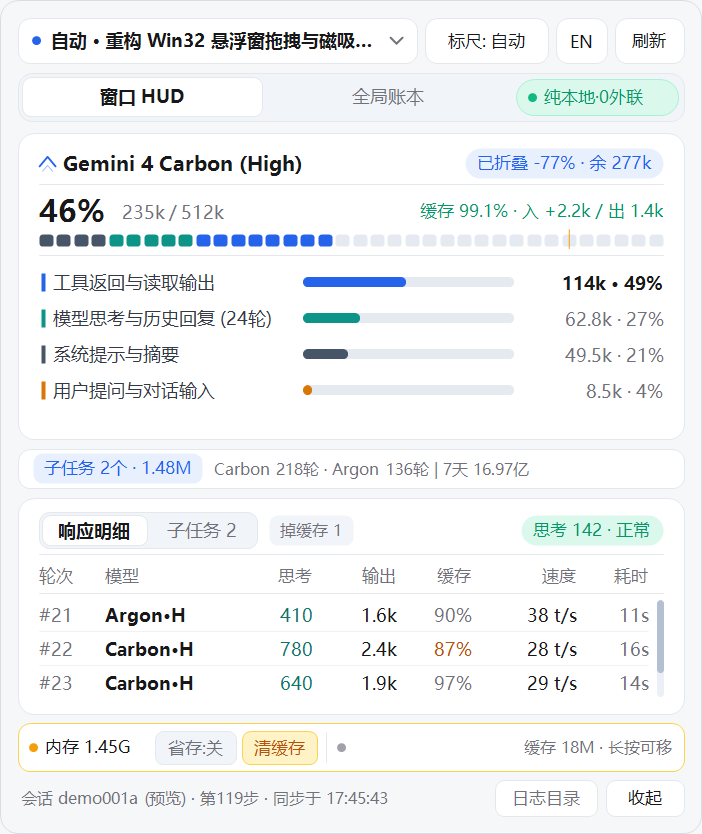 自动 • 重构 Win32 悬浮窗拖拽与磁吸... 标尺: 自动 EN 刷新
窗口 HUD 全局账本 纯本地·0外联
Gemini 4 Carbon (High) 已折叠 -77% · 余 277k
46% 235k / 512k 缓存 99.1% · 入 +2.2k / 出 1.4k
工具返回与读取输出 114k • 49%
模型思考与历史回复 (24轮) 62.8k · 27%
系统提示与摘要 49.5k · 21%
用户提问与对话输入 8.5k · 4%
子任务 2个 · 1.48M Carbon 218轮 · Argon 136轮 | 7天 16.97亿
响应明细 子任务 2 掉缓存 1 思考 142 · 正常
轮次 模型 思考 输出 缓存 速度 耗时
#21 Argon•H 410 1.6k 90% 38 t/s 11s
#22 Carbon•H 780 2.4k 87% 28 t/s 16s
#23 Carbon•H 640 1.9k 97% 29 t/s 14s
内存 1.45G 省存:关 清缓存 缓存 18M · 长按可移
会话 demo001a (预览) · 第119步 · 同步于 17:45:43 日志目录 收起